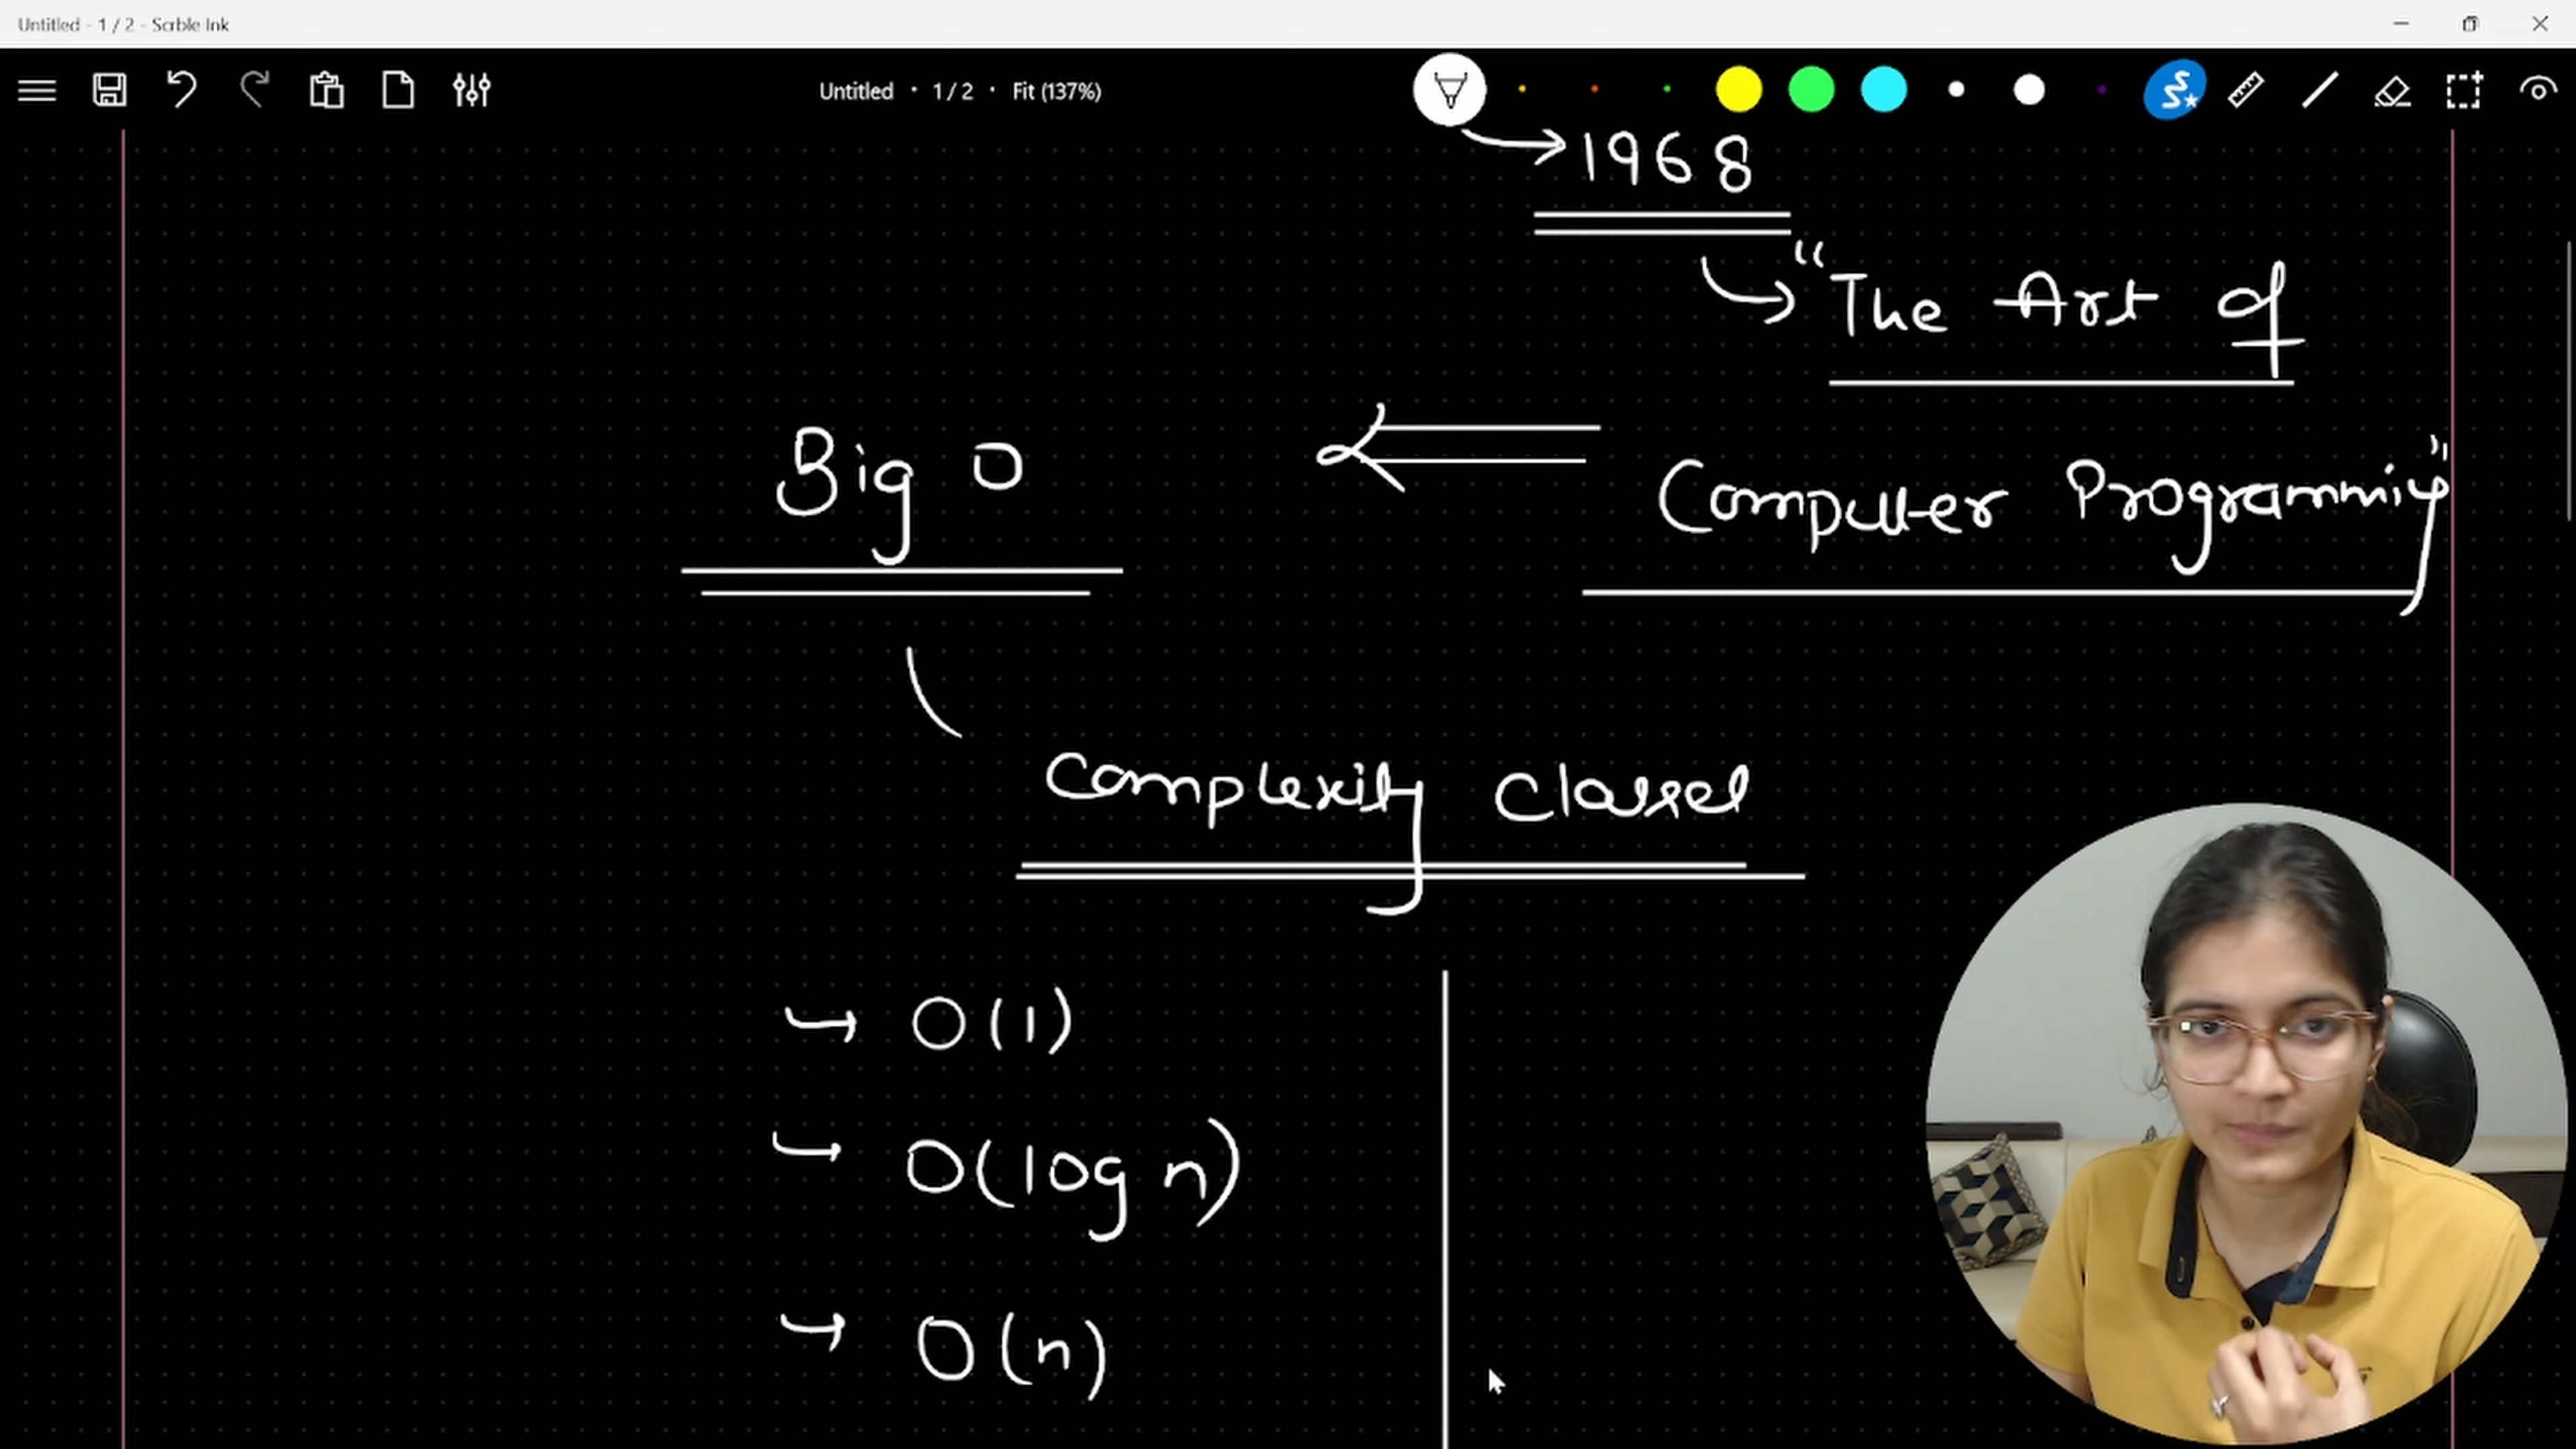 Untitled - 1 / 2 - Scrble Ink
Untitled • 1 / 2 • Fit (137%)
1968
"The Art of
Computer Programming"
Big O
Complexity Classes
O(1)
O(log n)
O(n)